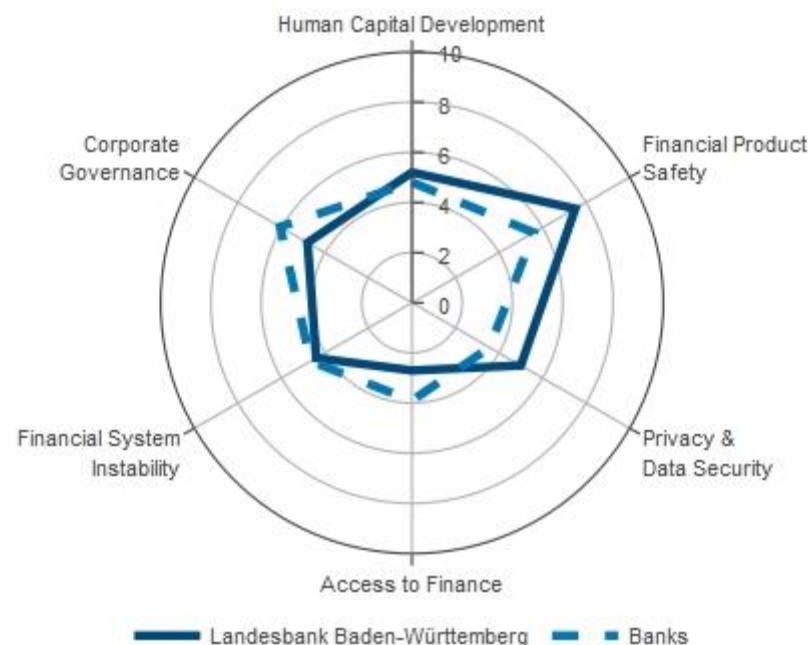 Human Capital Development
10
8
6
4
2
0
Corporate
Governance
Financial Product
Safety
Financial System
Instability
Privacy &
Data Security
Access to Finance
Landesbank Baden-Württemberg
Banks